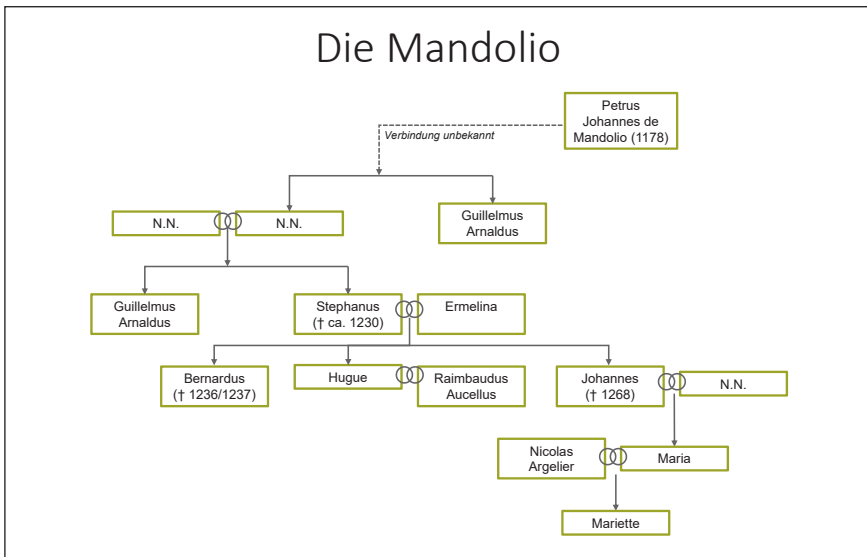 Die Mandolio
Petrus
Johannes de
Mandolio (1178)
Verbindung unbekannt
N.N.
N.N.
Guillelmus
Arnaldus
Guillelmus
Arnaldus
Stephanus
(† ca. 1230)
Ermelina
Bernardus
(† 1236/1237)
Hugue
Raimbaudus
Aucellus
Johannes
(† 1268)
N.N.
Nicolas
Argelier
Maria
Mariette